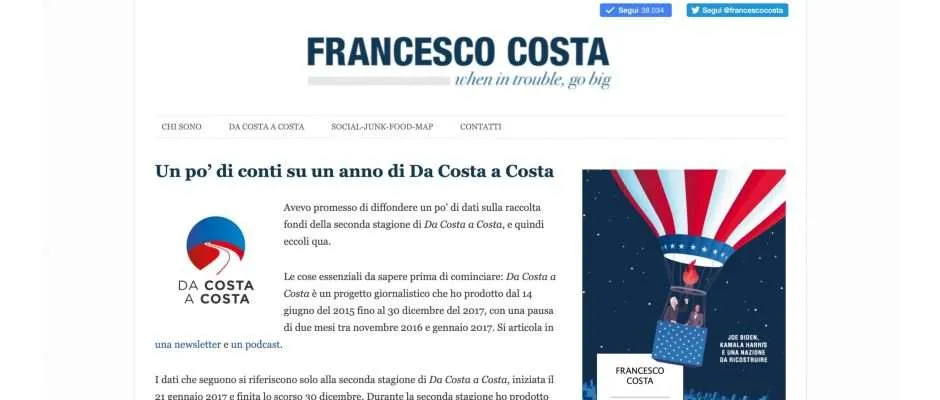 Segui 38.034
Segui @francescocosta
FRANCESCO COSTA
when in trouble, go big
CHI SONO
DA COSTA A COSTA
SOCIAL-JUNK-FOOD-MAP
CONTATTI
Un po’ di conti su un anno di Da Costa a Costa
DA COSTA
A COSTA
Avevo promesso di diffondere un po’ di dati sulla raccolta
fondi della seconda stagione di Da Costa a Costa, e quindi
eccoli qua.
Le cose essenziali da sapere prima di cominciare: Da Costa a
Costa è un progetto giornalistico che ho prodotto dal 14
giugno del 2015 fino al 30 dicembre del 2017, con una pausa
di due mesi tra novembre 2016 e gennaio 2017. Si articola in
una newsletter e un podcast.
I dati che seguono si riferiscono solo alla seconda stagione di Da Costa a Costa, iniziata il
21 gennaio 2017 e finita lo scorso 30 dicembre. Durante la seconda stagione ho prodotto
JOE BIDEN,
KAMALA HARRIS
E UNA NAZIONE
DA RICOSTRUIRE
FRANCESCO
COSTA